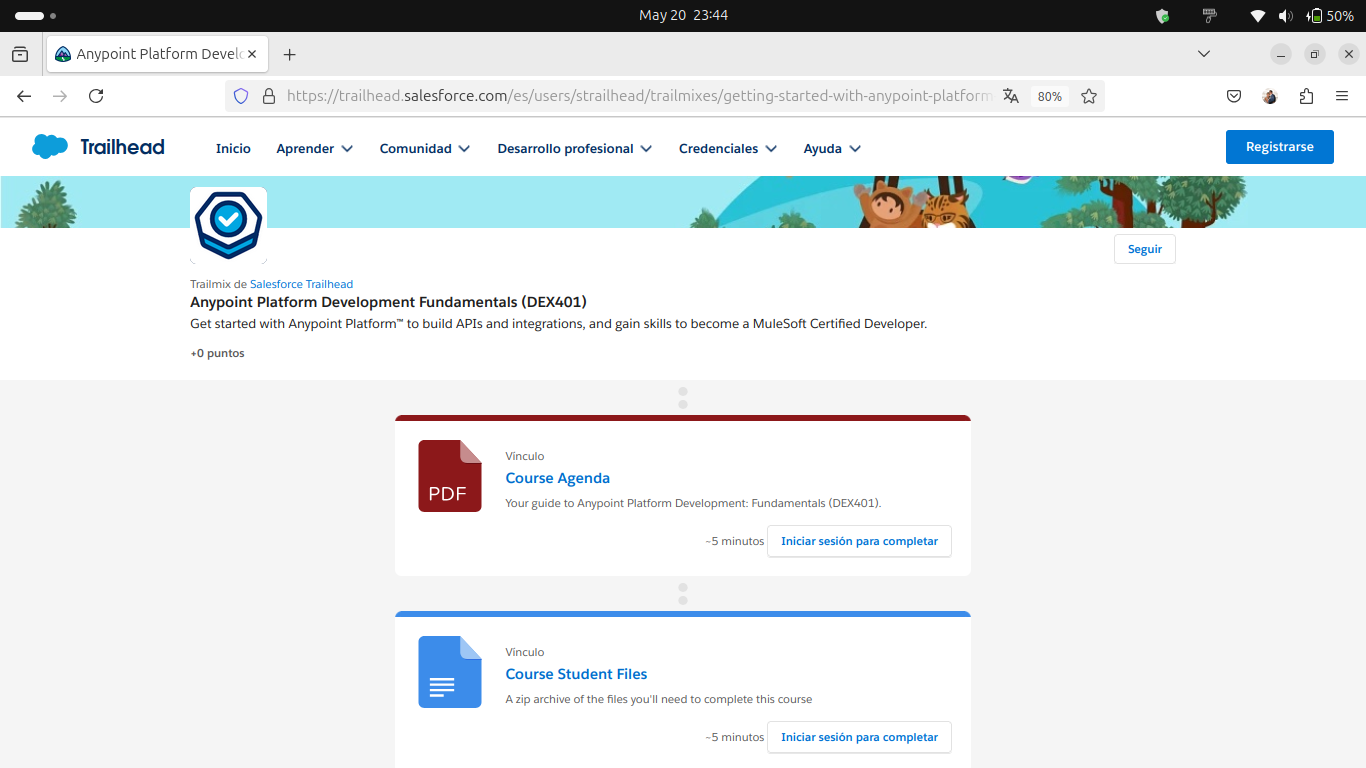 May 20 23:44
50%
Anypoint Platform Develo
https://trailhead.salesforce.com/es/users/strailhead/trailmixes/getting-started-with-anypoint-platform
80%
Trailhead
Inicio
Aprender
Comunidad
Desarrollo profesional
Credenciales
Ayuda
Registrarse
Seguir
Trailmix de Salesforce Trailhead
Anypoint Platform Development Fundamentals (DEX401)
Get started with Anypoint Platform™ to build APIs and integrations, and gain skills to become a MuleSoft Certified Developer.
+0 puntos
PDF
Vínculo
Course Agenda
Your guide to Anypoint Platform Development: Fundamentals (DEX401).
~5 minutos
Iniciar sesión para completar
Vínculo
Course Student Files
A zip archive of the files you'll need to complete this course
~5 minutos
Iniciar sesión para completar